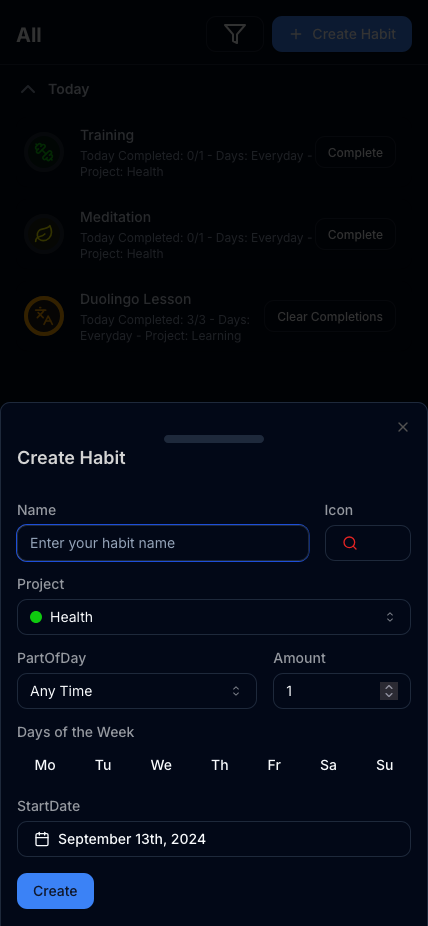 All
Create Habit
Today
Training
Today Completed: 0/1 - Days: Everyday -
Project: Health
Complete
Meditation
Today Completed: 0/1 - Days: Everyday -
Project: Health
Complete
Duolingo Lesson
Today Completed: 3/3 - Days:
Everyday - Project: Learning
Clear Completions
Create Habit
Name
Icon
Enter your habit name
Project
Health
PartOfDay
Amount
Any Time
1
Days of the Week
Mo Tu We Th Fr Sa Su
StartDate
September 13th, 2024
Create